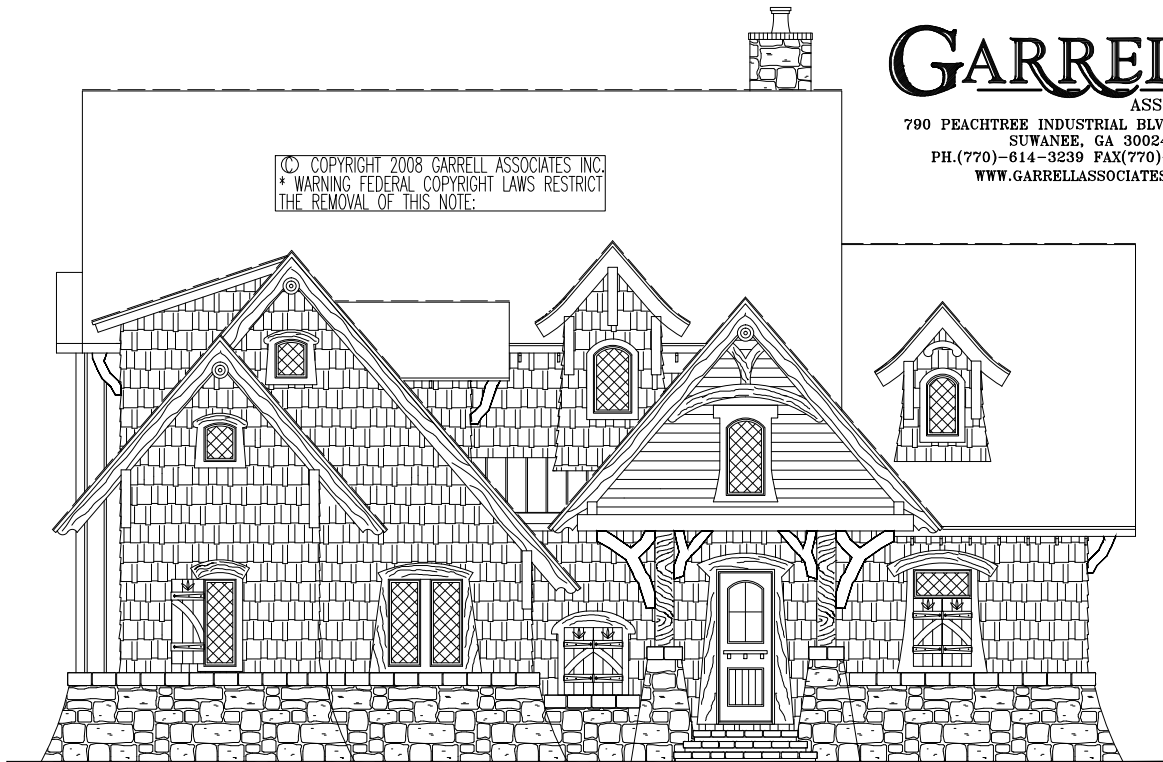 GARREL
ASS
790 PEACHTREE INDUSTRIAL BLV
SUWANEE, GA 30024
PH.(770)-614-3239 FAX(770)
WWW.GARRELLASSOCIATES
© COPYRIGHT 2008 GARRELL ASSOCIATES INC.
* WARNING FEDERAL COPYRIGHT LAWS RESTRICT
THE REMOVAL OF THIS NOTE: